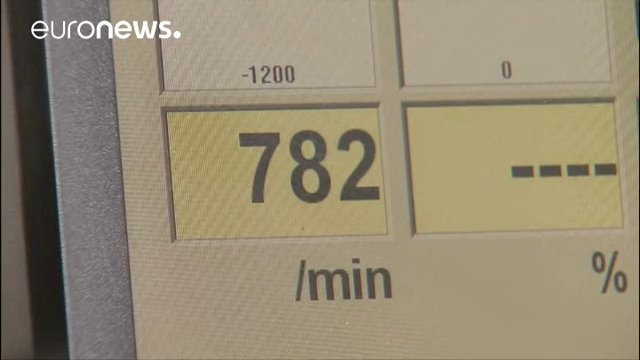 euronews.
-1200 0
782 ----
/min %